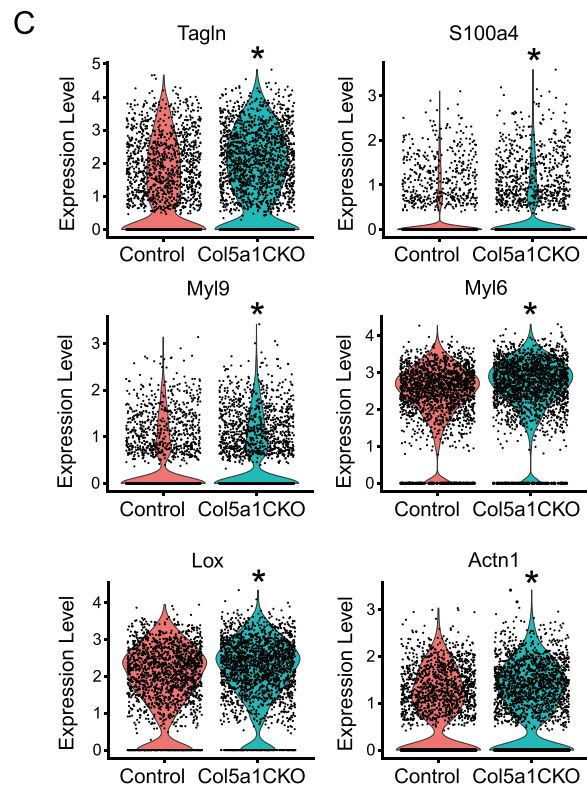 C
Tagln
*
Expression Level
5
4
3
2
1
0
Control Col5a1CKO
S100a4
*
Expression Level
3
2
1
0
Control Col5a1CKO
Myl9
*
Expression Level
3
2
1
0
Control Col5a1CKO
Myl6
*
Expression Level
4
3
2
1
0
Control Col5a1CKO
Lox
*
Expression Level
4
3
2
1
0
Control Col5a1CKO
Actn1
*
Expression Level
3
2
1
0
Control Col5a1CKO